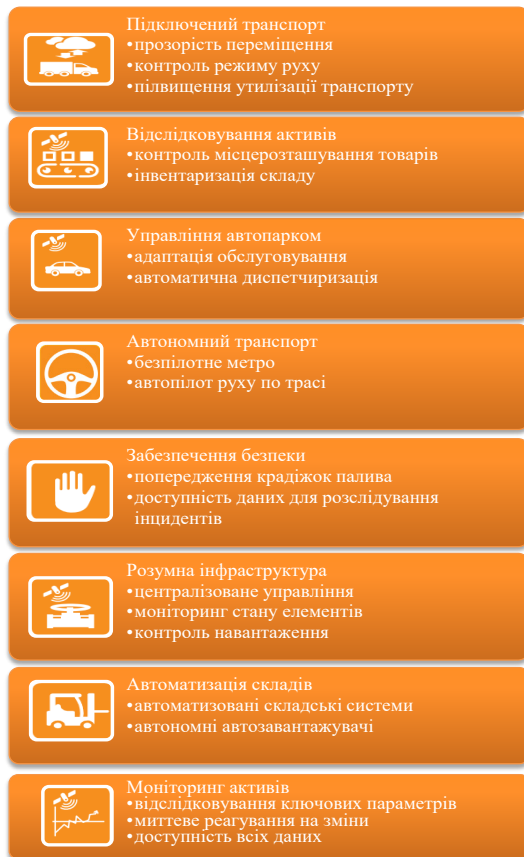 Підключений транспорт
•прозорість переміщення
•контроль режиму руху
•пілвищення утилізації транспорту
Відслідковування активів
•контроль місцерозташування товарів
•інвентаризація складу
Управління автопарком
•адаптація обслуговування
•автоматична диспетчиризація
Автономний транспорт
•безпілотне метро
•автопілот руху по трасі
Забезпечення безпеки
•попередження крадіжок палива
•доступність даних для розслідування
інцидентів
Розумна інфраструктура
•централізоване управління
•моніторинг стану елементів
•контроль навантаження
Автоматизація складів
•автоматизовані складські системи
•автономні автозавантажувачі
Моніторинг активів
•відслідковування ключових параметрів
•миттєве реагування на зміни
•доступність всіх даних